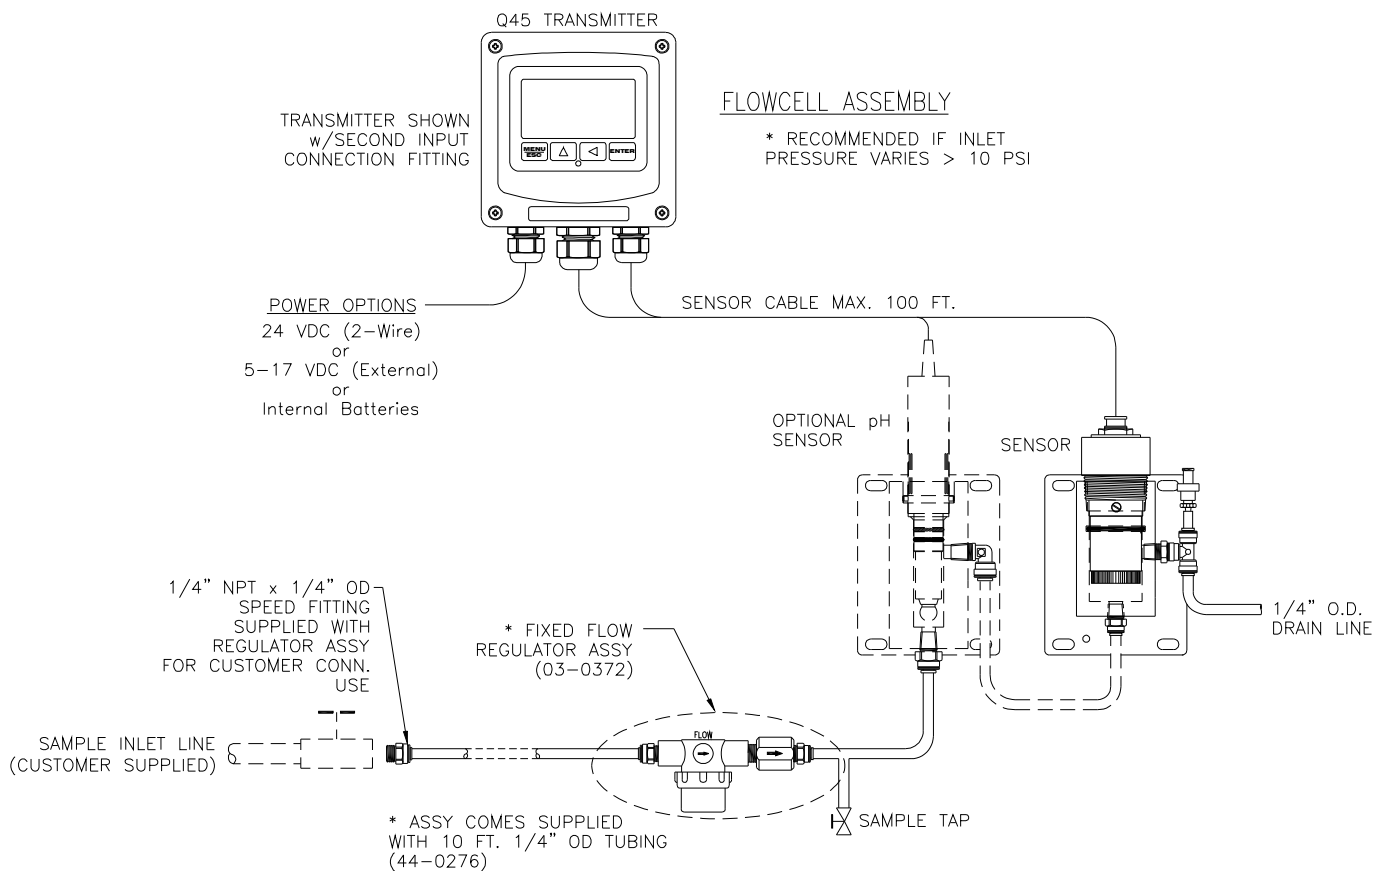 Q45 TRANSMITTER
TRANSMITTER SHOWN
w/SECOND INPUT
CONNECTION FITTING
MENU
ESC
ENTER
FLOWCELL ASSEMBLY
* RECOMMENDED IF INLET
PRESSURE VARIES > 10 PSI
POWER OPTIONS
24 VDC (2-Wire)
or
5-17 VDC (External)
or
Internal Batteries
SENSOR CABLE MAX. 100 FT.
OPTIONAL pH
SENSOR
SENSOR
1/4" NPT x 1/4" OD
SPEED FITTING
SUPPLIED WITH
REGULATOR ASSY
FOR CUSTOMER CONN.
USE
* FIXED FLOW
REGULATOR ASSY
(03-0372)
1/4" O.D.
DRAIN LINE
SAMPLE INLET LINE
(CUSTOMER SUPPLIED)
FLOW
* ASSY COMES SUPPLIED
WITH 10 FT. 1/4" OD TUBING
(44-0276)
SAMPLE TAP